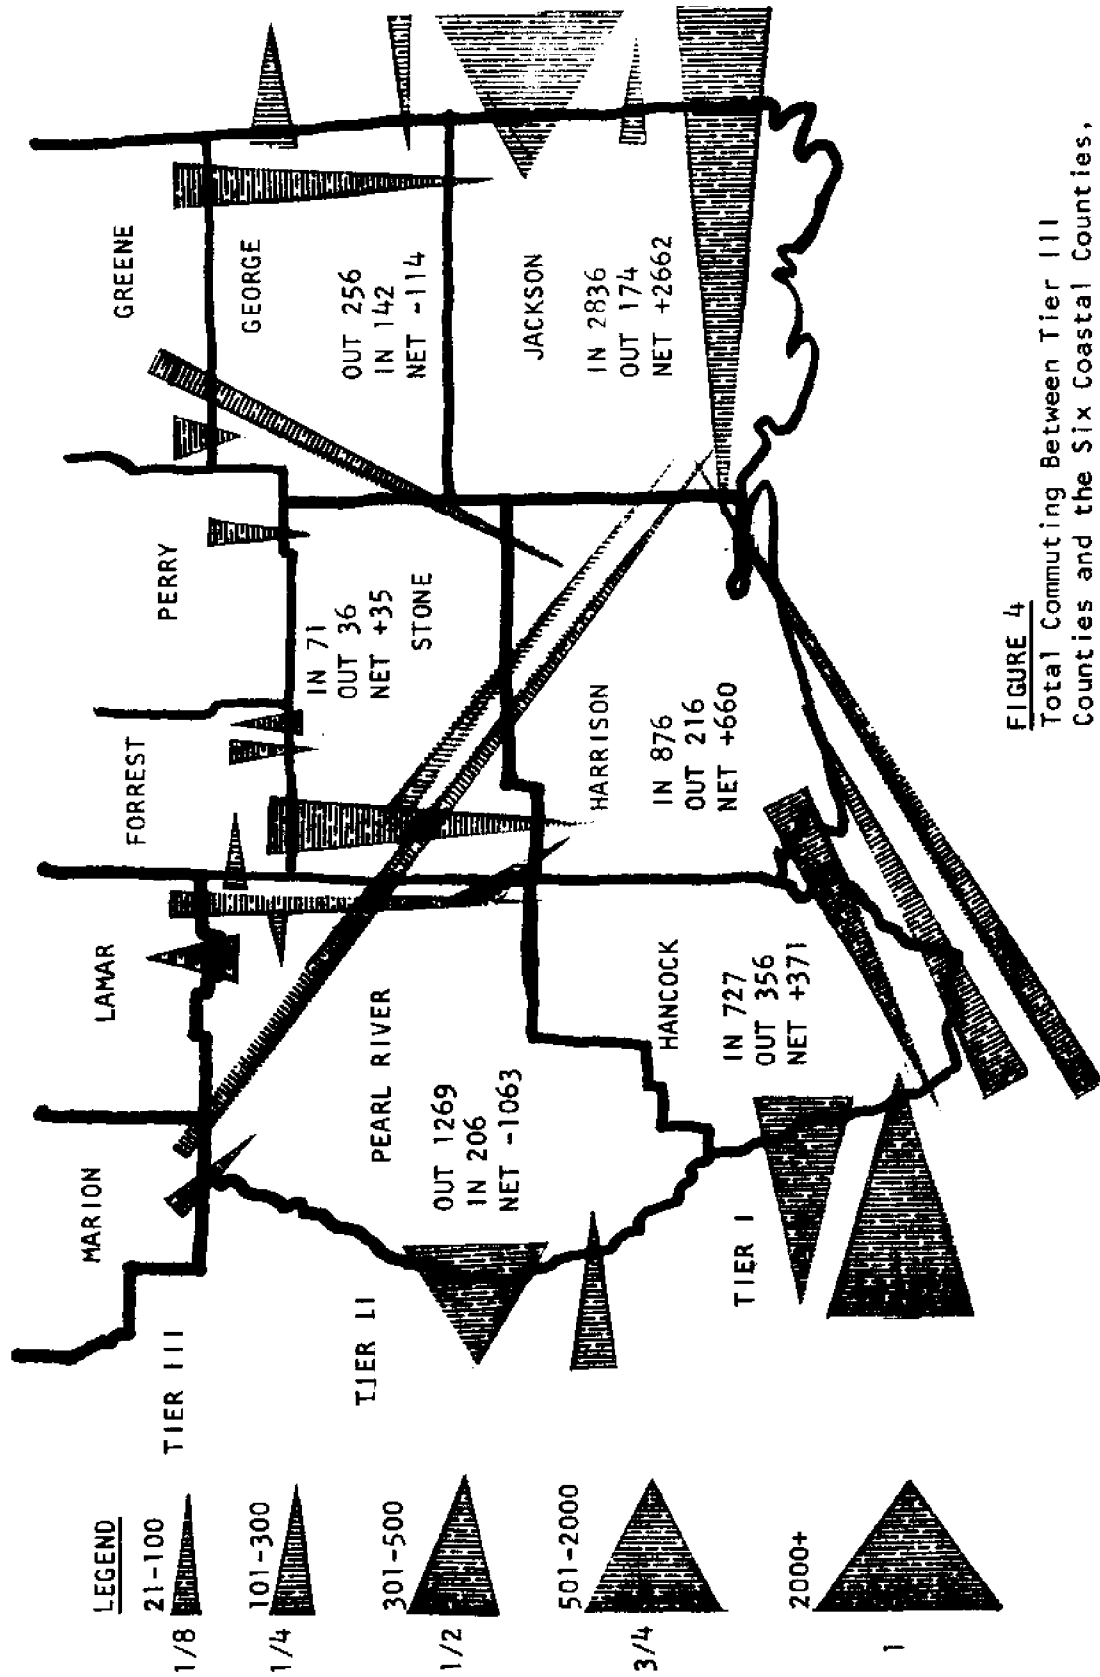 LEGEND
21-100
1/8
101-300
1/4
301-500
1/2
501-2000
3/4
2000+
1
TIER III
TIER LI
TIER I
MARION
LAMAR
FORREST
PERRY
GREENE
GEORGE
OUT 256
IN 142
NET -114
IN 71
OUT 36
NET +35
STONE
PEARL RIVER
OUT 1269
IN 206
NET -1063
JACKSON
IN 2836
OUT 174
NET +2662
HARRISON
IN 876
OUT 216
NET +660
HANCOCK
IN 727
OUT 356
NET +371
FIGURE 4
Total Commuting Between Tier III
Counties and the Six Coastal Counties,